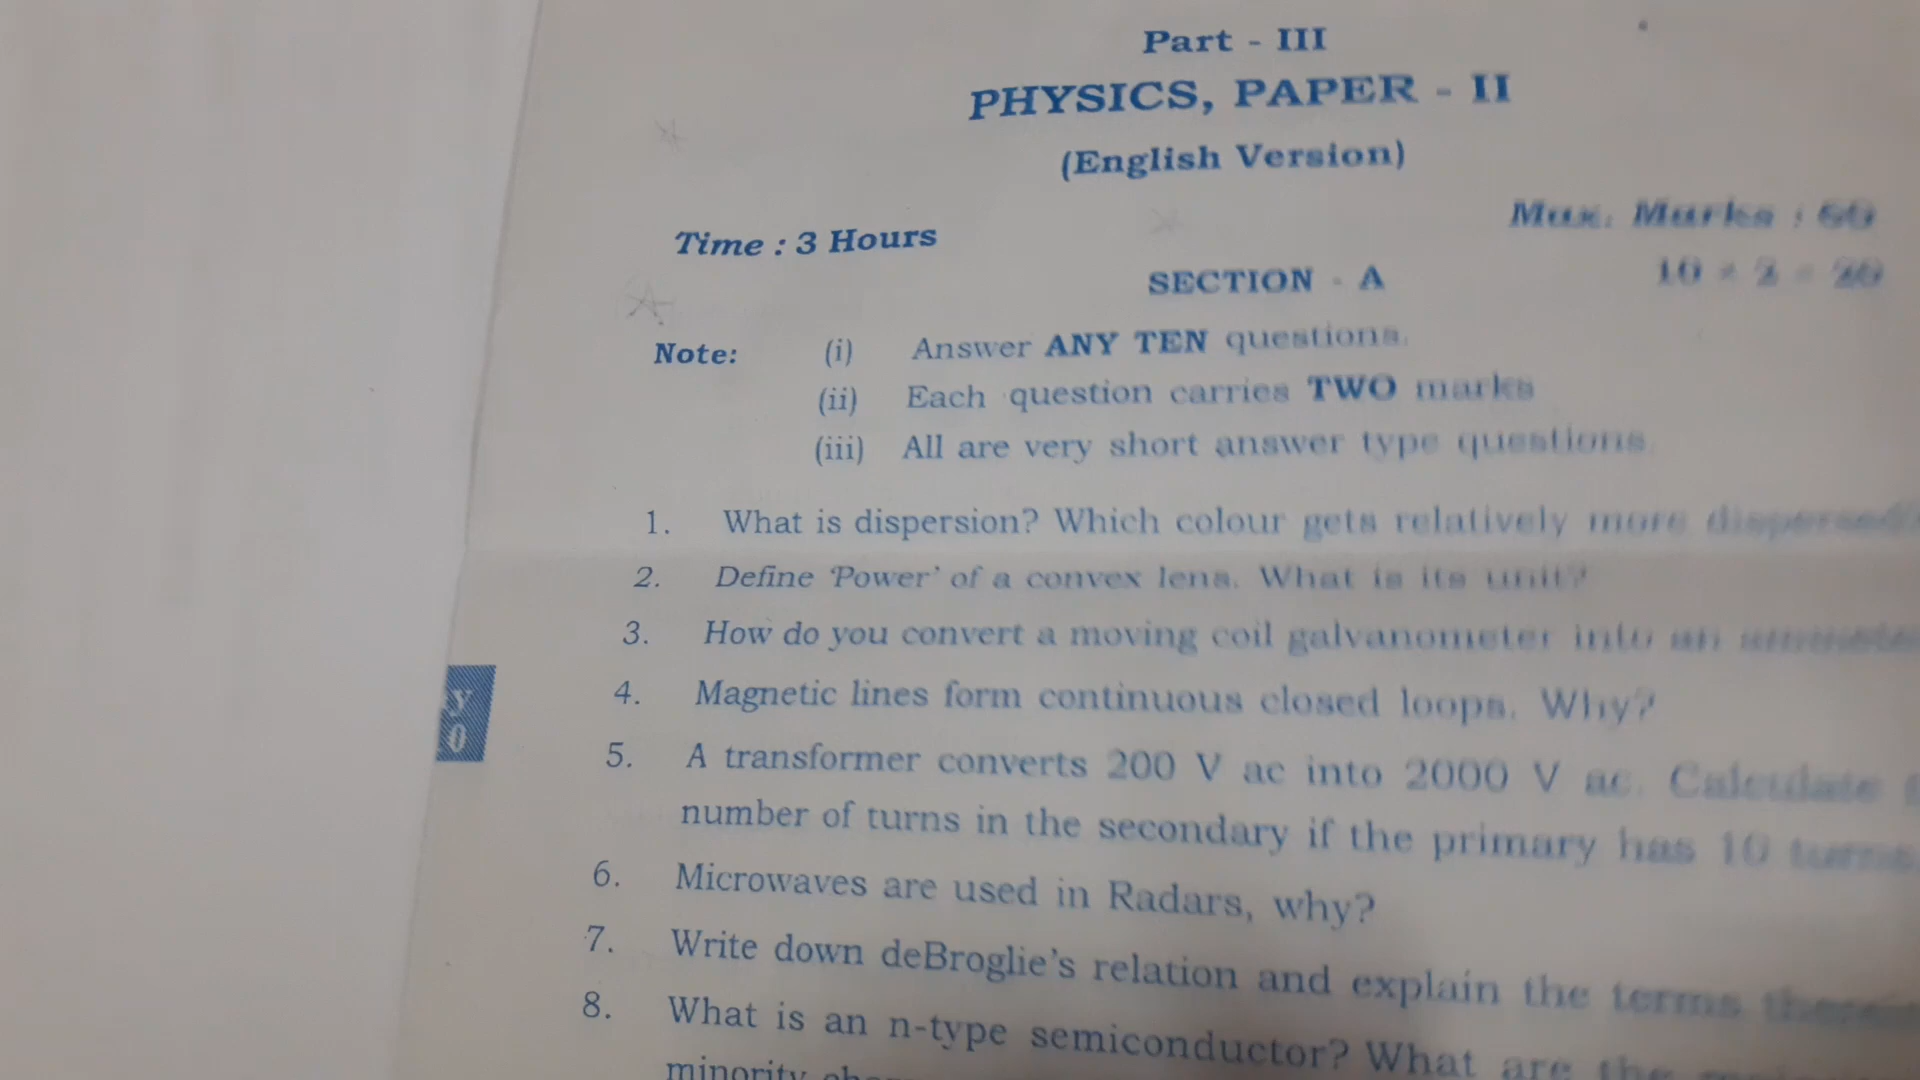 Part - III
PHYSICS, PAPER - II
(English Version)
Time : 3 Hours
Max. Marks : 60
SECTION - A
10 × 2 = 20
Note: (i) Answer ANY TEN questions.
(ii) Each question carries TWO marks
(iii) All are very short answer type questions.
1. What is dispersion? Which colour gets relatively more dispersed?
2. Define 'Power' of a convex lens. What is its unit?
3. How do you convert a moving coil galvanometer into an
4. Magnetic lines form continuous closed loops. Why?
Y
0
5. A transformer converts 200 V ac into 2000 V ac. Calculate
number of turns in the secondary if the primary has 10 turns.
6. Microwaves are used in Radars, why?
7. Write down deBroglie's relation and explain the terms
8. What is an n-type semiconductor? What are the
minority